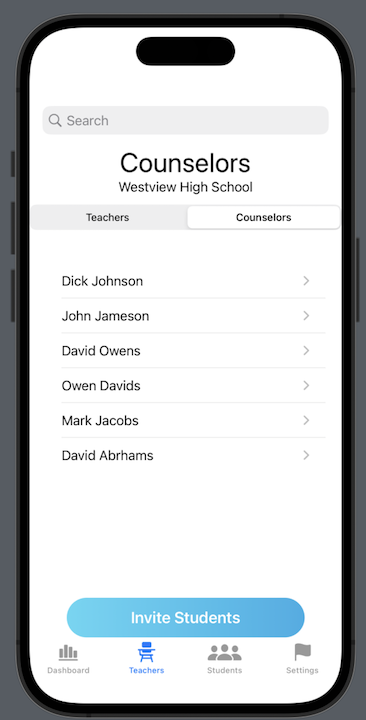 Search
Counselors
Westview High School
Teachers Counselors
Dick Johnson
John Jameson
David Owens
Owen Davids
Mark Jacobs
David Abrhams
Invite Students
Dashboard Teachers Students Settings